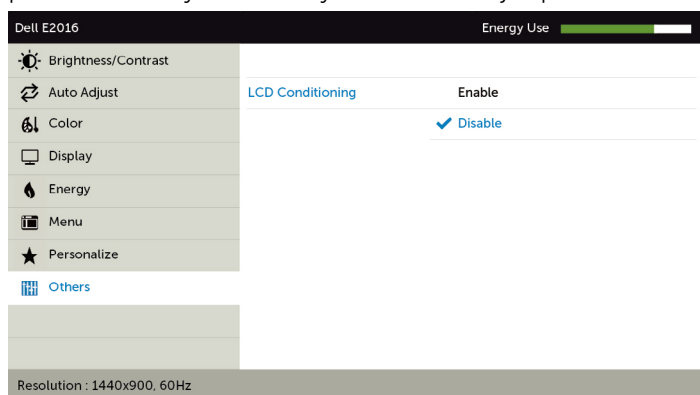 Dell E2016 Energy Use
Brightness/Contrast
Auto Adjust LCD Conditioning Enable
Color Disable
Display
Energy
Menu
Personalize
Others
Resolution : 1440x900, 60Hz